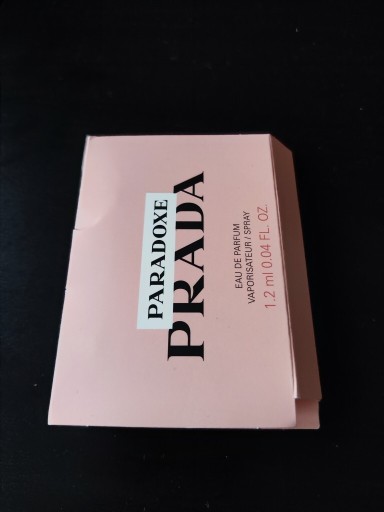 PARADOXE
PRADA
EAU DE PARFUM
VAPORISATEUR / SPRAY
1.2 ml 0.04 FL. OZ.